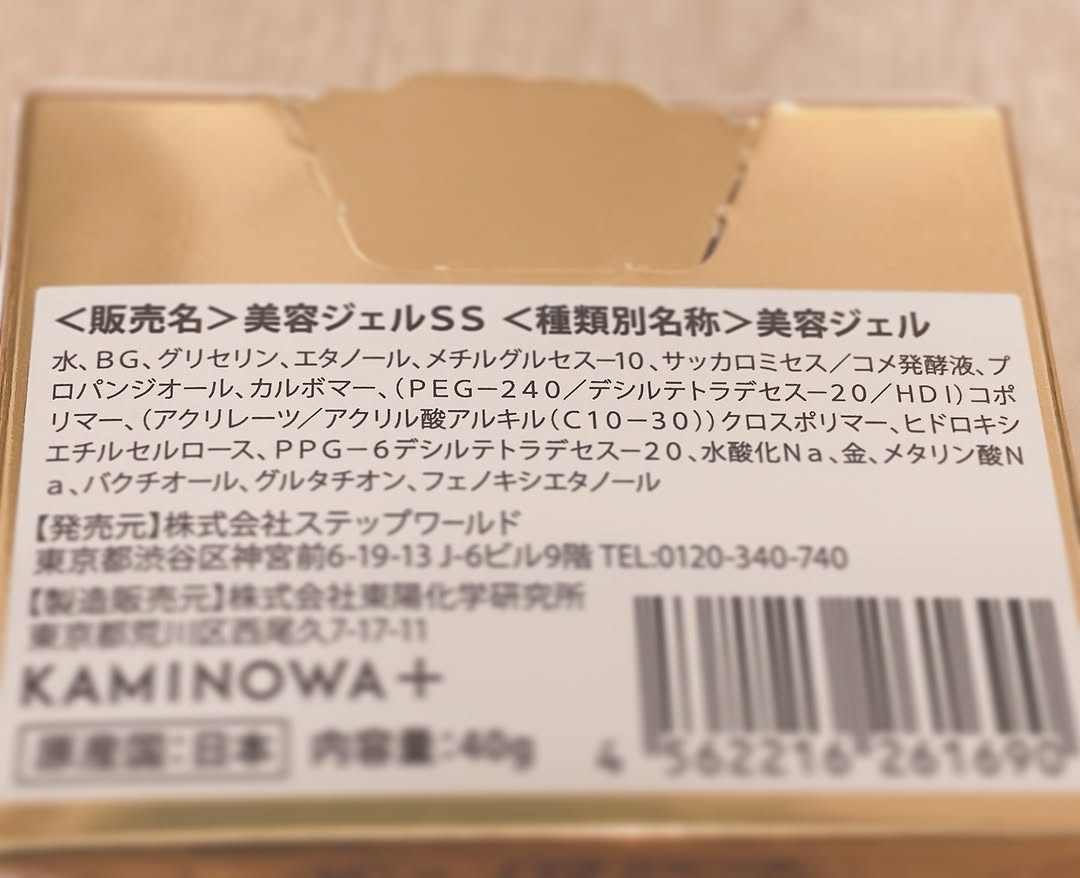 ＜販売名＞美容ジェルSS ＜種類別名称＞美容ジェル
水、BG、グリセリン、エタノール、メチルグルセスー10、サッカロミセス／コメ発酵液、プ
ロパンジオール、カルボマー、(PEG－240／デシルテトラデセスー20／HDI)コポ
リマー、(アクリレーツ／アクリル酸アルキル(C10－30))クロスポリマー、ヒドロキシ
エチルセルロース、PPG－6デシルテトラデセスー20、水酸化Na、金、メタリン酸N
a、バクチオール、グルタチオン、フェノキシエタノール
【発売元】株式会社ステップワールド
東京都渋谷区神宮前6-19-13 J-6ビル9階 TEL:0120-340-740
【製造販売元】株式会社東陽化学研究所
東京都荒川区西尾久7-17-11
KAMINOWA＋
原産国：日本 内容量：40g
4 562216 261690